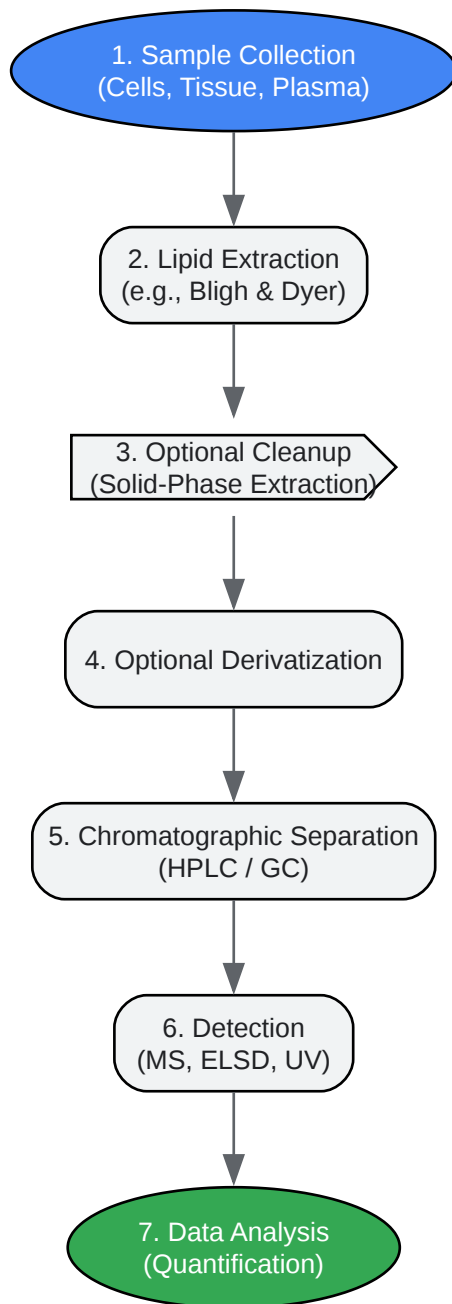 1. Sample Collection
(Cells, Tissue, Plasma)
2. Lipid Extraction
(e.g., Bligh & Dyer)
3. Optional Cleanup
(Solid-Phase Extraction)
4. Optional Derivatization
5. Chromatographic Separation
(HPLC / GC)
6. Detection
(MS, ELSD, UV)
7. Data Analysis
(Quantification)